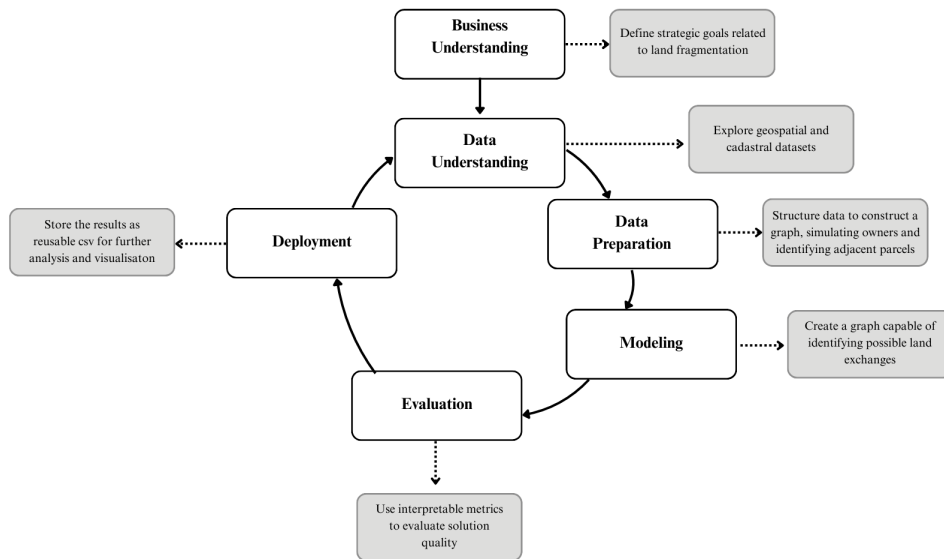 Business
Understanding
Define strategic goals related
to land fragmentation
Data
Understanding
Explore geospatial and
cadastral datasets
Data
Preparation
Structure data to construct a
graph, simulating owners and
identifying adjacent parcels
Deployment
Store the results as
reusable csv for further
analysis and visualisaton
Modeling
Create a graph capable of
identifying possible land
exchanges
Evaluation
Use interpretable metrics
to evaluate solution
quality